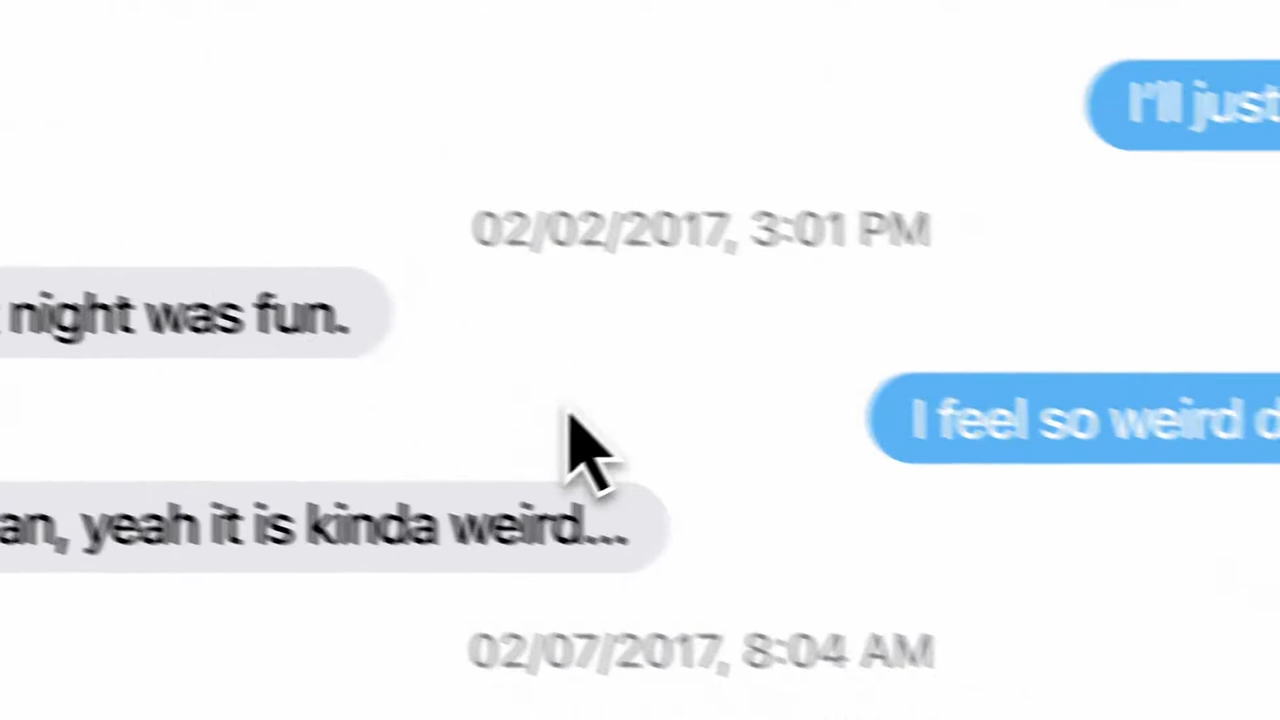 I'll just
02/02/2017, 3:01 PM
night was fun.
I feel so weird d
an, yeah it is kinda weird...
02/07/2017, 8:04 AM